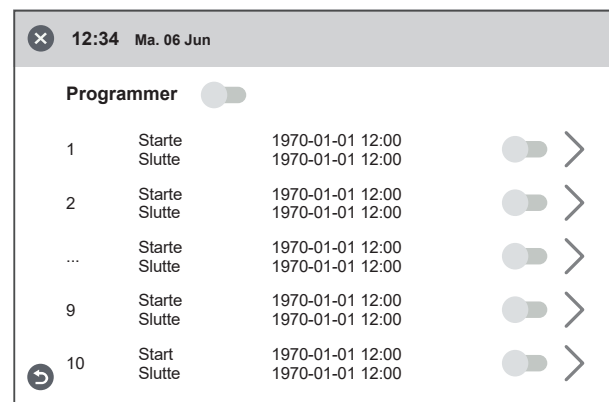 12:34 Ma. 06 Jun
Programmer
1 Starte 1970-01-01 12:00
Slutte 1970-01-01 12:00
2 Starte 1970-01-01 12:00
Slutte 1970-01-01 12:00
... Starte 1970-01-01 12:00
Slutte 1970-01-01 12:00
9 Starte 1970-01-01 12:00
Slutte 1970-01-01 12:00
10 Start 1970-01-01 12:00
Slutte 1970-01-01 12:00